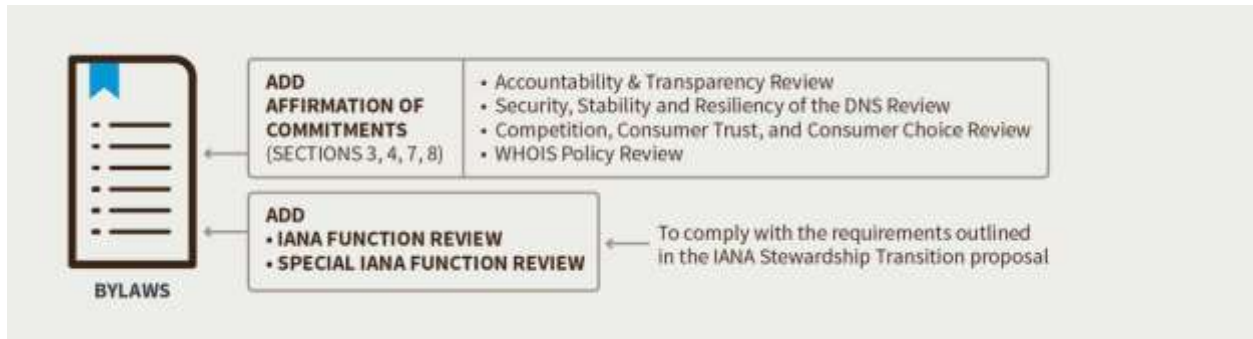 ADD
AFFIRMATION OF
COMMITMENTS
(SECTIONS 3, 4, 7, 8)
• Accountability & Transparency Review
• Security, Stability and Resiliency of the DNS Review
• Competition, Consumer Trust, and Consumer Choice Review
• WHOIS Policy Review
ADD
• IANA FUNCTION REVIEW
• SPECIAL IANA FUNCTION REVIEW
To comply with the requirements outlined
in the IANA Stewardship Transition proposal
BYLAWS